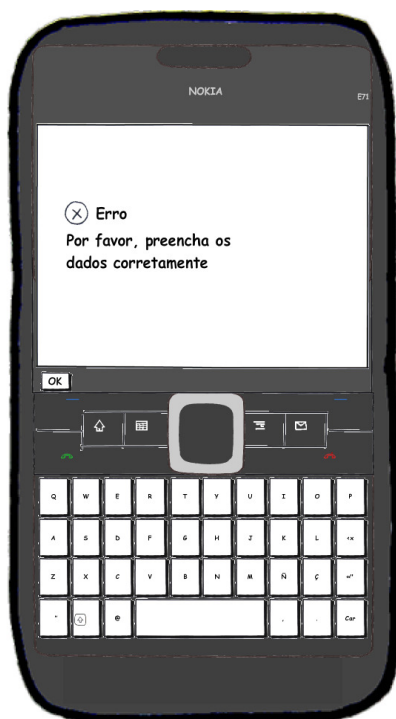 NOKIA
E71
Erro
Por favor, preencha os
dados corretamente
OK
Q W E R T Y U I O P
A S D F G H J K L
Z X C V B N M Ñ Ç
@ Car